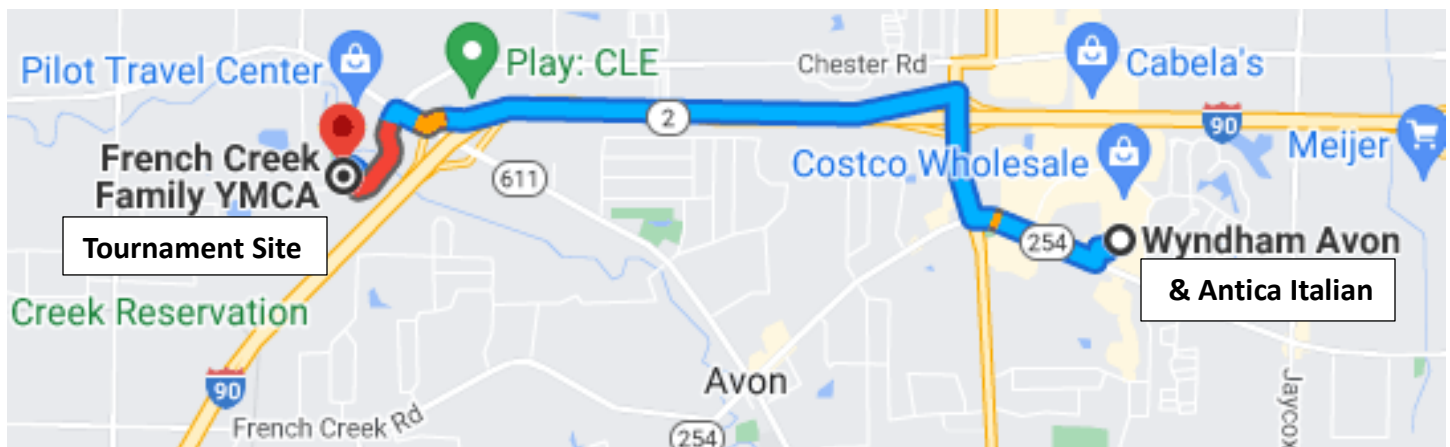 Pilot Travel Center
Play: CLE
Chester Rd
Cabela's
2
90
Meijer
French Creek
Family YMCA
611
Costco Wholesale
Tournament Site
254
Wyndham Avon
& Antica Italian
Creek Reservation
90
Avon
French Creek Rd
254
Jaycox